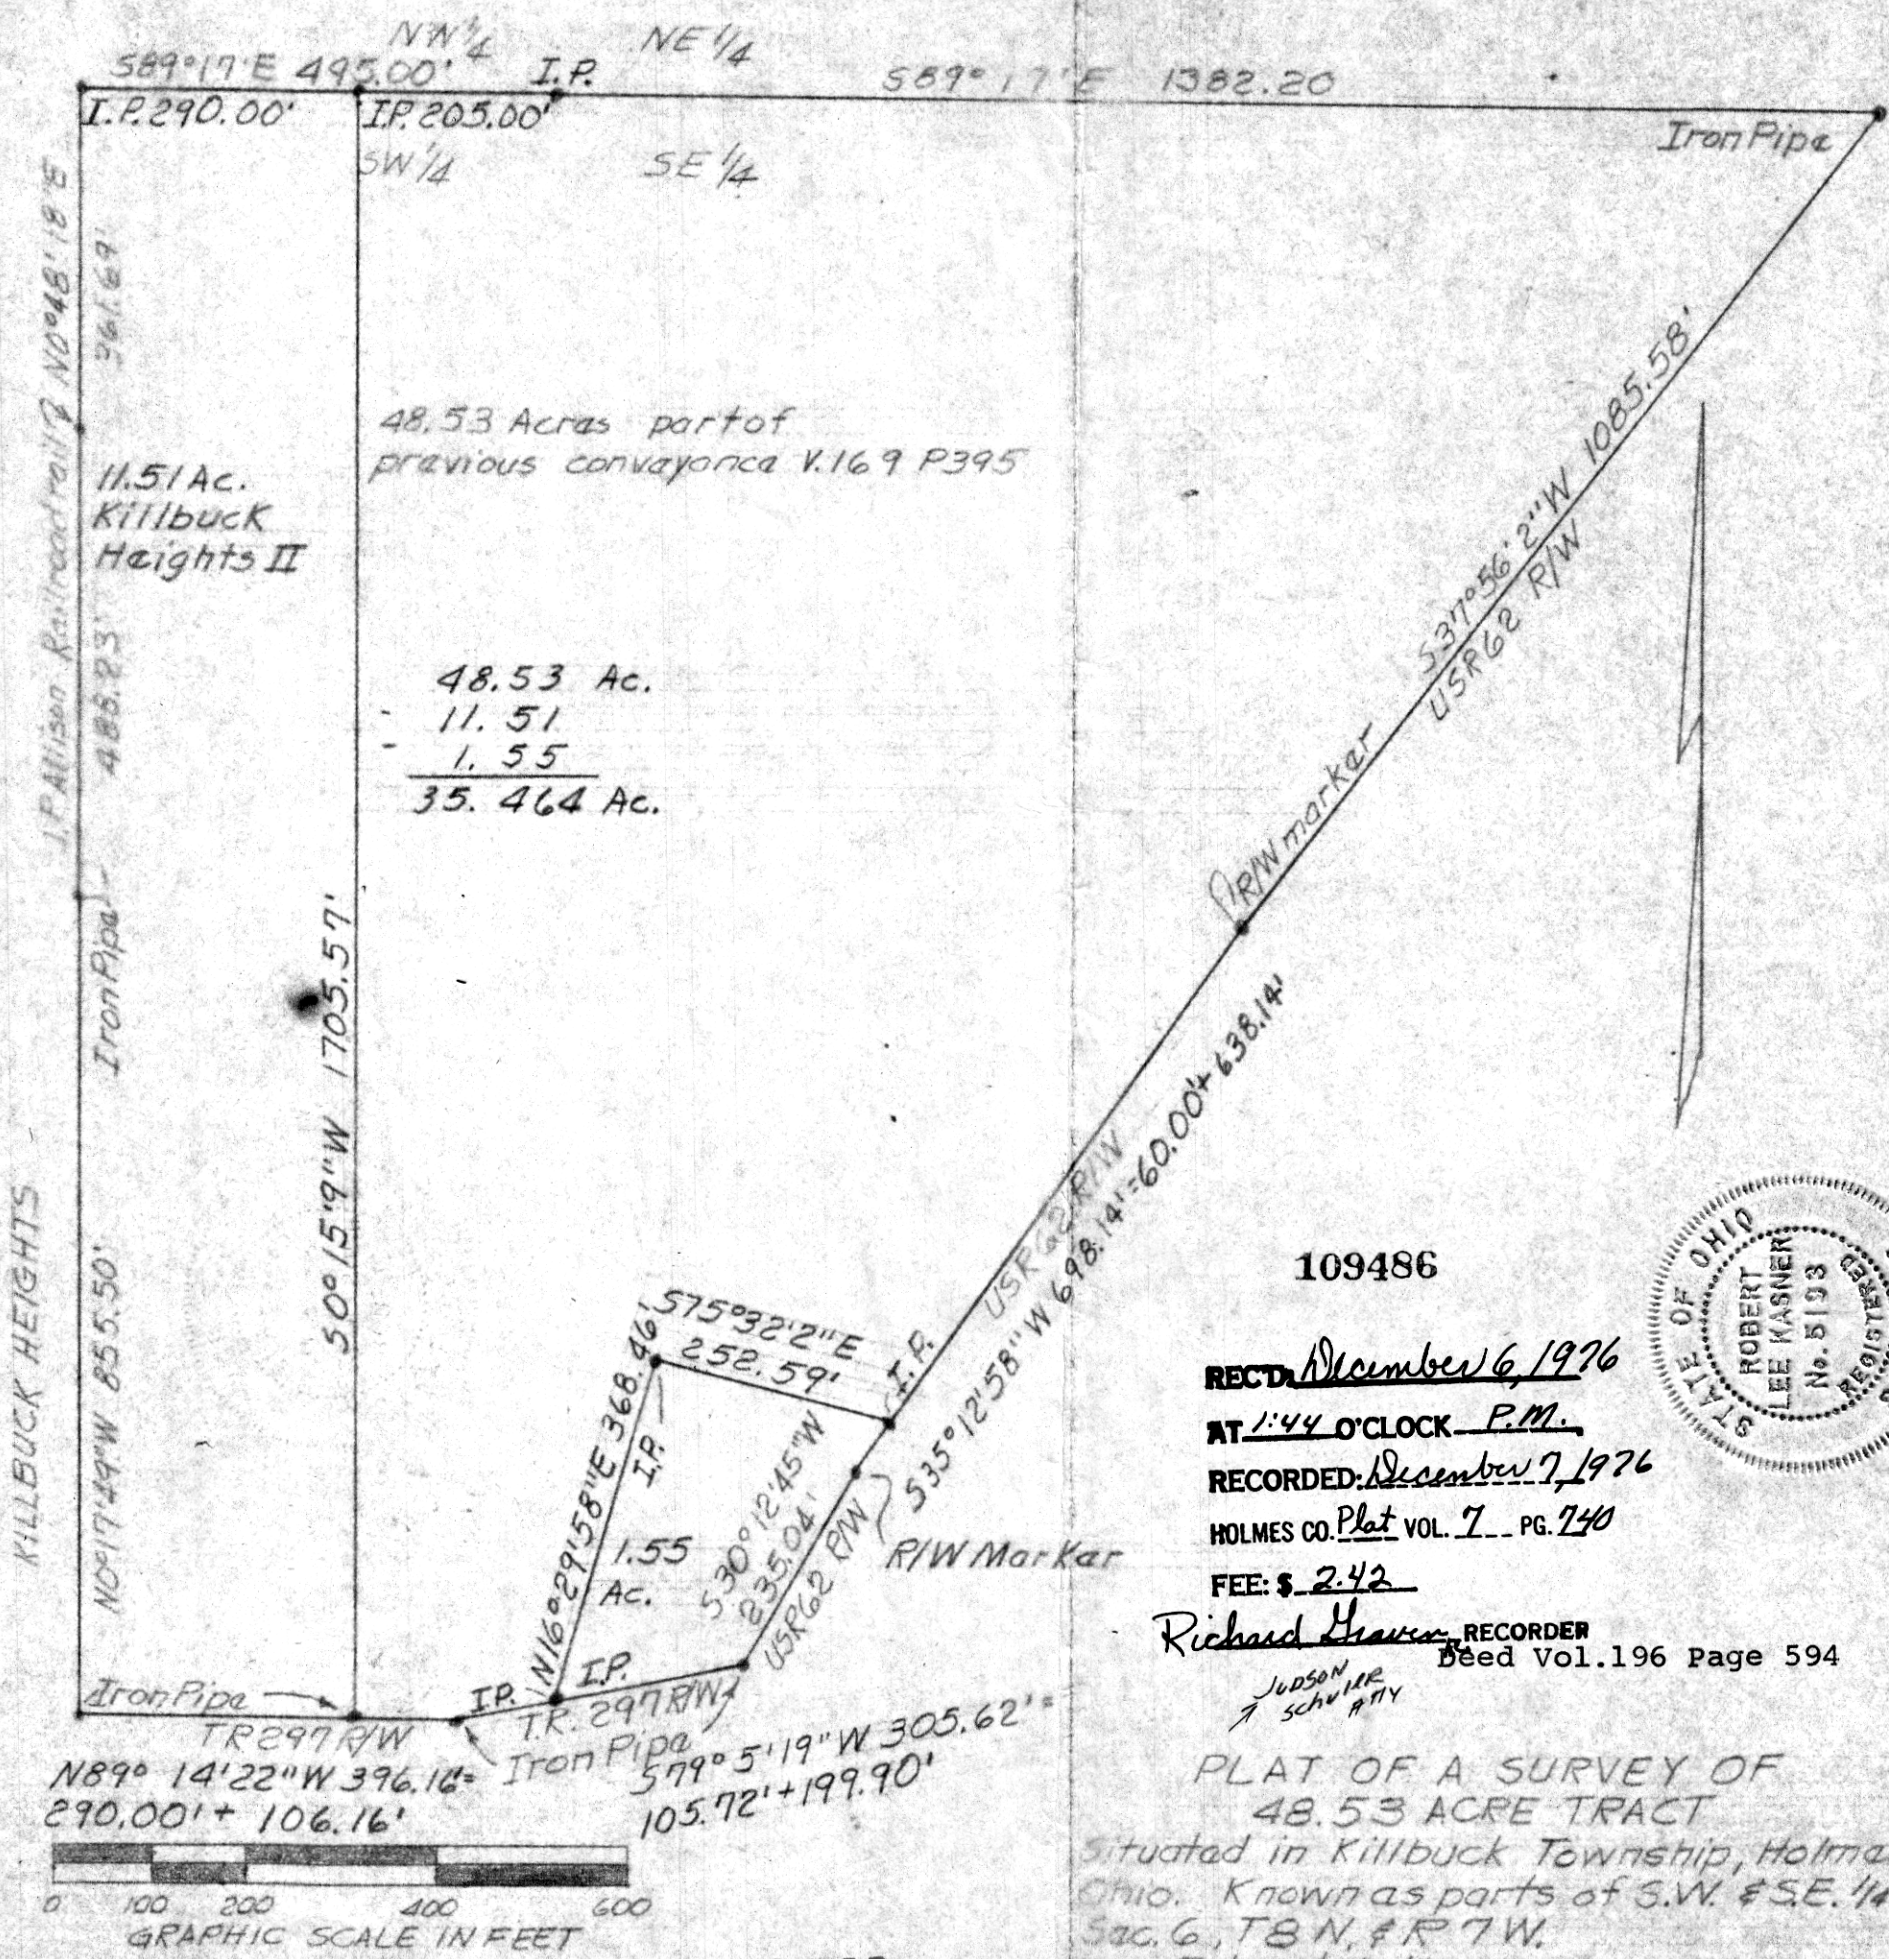 NW 1/4
NE 1/4
S89°17'E 495.00'
I.P.
S89°17'E 1382.20
I.P. 290.00'
I.P. 205.00'
Iron Pipe
SW 1/4
SE 1/4
J.P. Allison Railroad rail
N0°48'18"E
361.69'
48.53 Acres part of
previous conveyance V.169 P395
11.51 Ac.
Killbuck
Heights II
488.23'
Iron Pipe
48.53 Ac.
- 11.51
- 1.55
35.464 Ac.
S37°56'2"W 1085.58'
USR62 R/W
R/W marker
S0°15'9"W 1705.57'
KILLBUCK HEIGHTS
N0°17'49"W 855.50'
USR62 R/W
S35°12'58"W 698.14'=60.00'+638.14'
S75°32'2"E
252.59'
I.P.
N16°29'58"E 368.46'
I.P.
1.55
Ac.
S30°12'45"W
235.04'
USR62 R/W
R/W Marker
Iron Pipe
I.P.
I.P.
TR297 R/W
T.R. 297 R/W
Iron Pipe
N89° 14'22"W 396.16'=
290.00'+ 106.16'
S79°5'19"W 305.62'=
105.72'+199.90'
0 100 200 400 600
GRAPHIC SCALE IN FEET
109486
STATE OF OHIO
ROBERT
LEE KASNER
No. 5193
REGISTERED
REC'D. December 6, 1976
AT 1:44 O'CLOCK P.M.
RECORDED: December 7, 1976
HOLMES CO. Plat VOL. 7 PG. 740
FEE: $ 2.42
Richard Graven RECORDER
Deed Vol.196 Page 594
JUDSON
SCHULER
ATTY
PLAT OF A SURVEY OF
48.53 ACRE TRACT
Situated in Killbuck Township, Holme
Ohio. Known as parts of S.W. & S.E. 1/4
Sec. 6, T8N, & R7W.